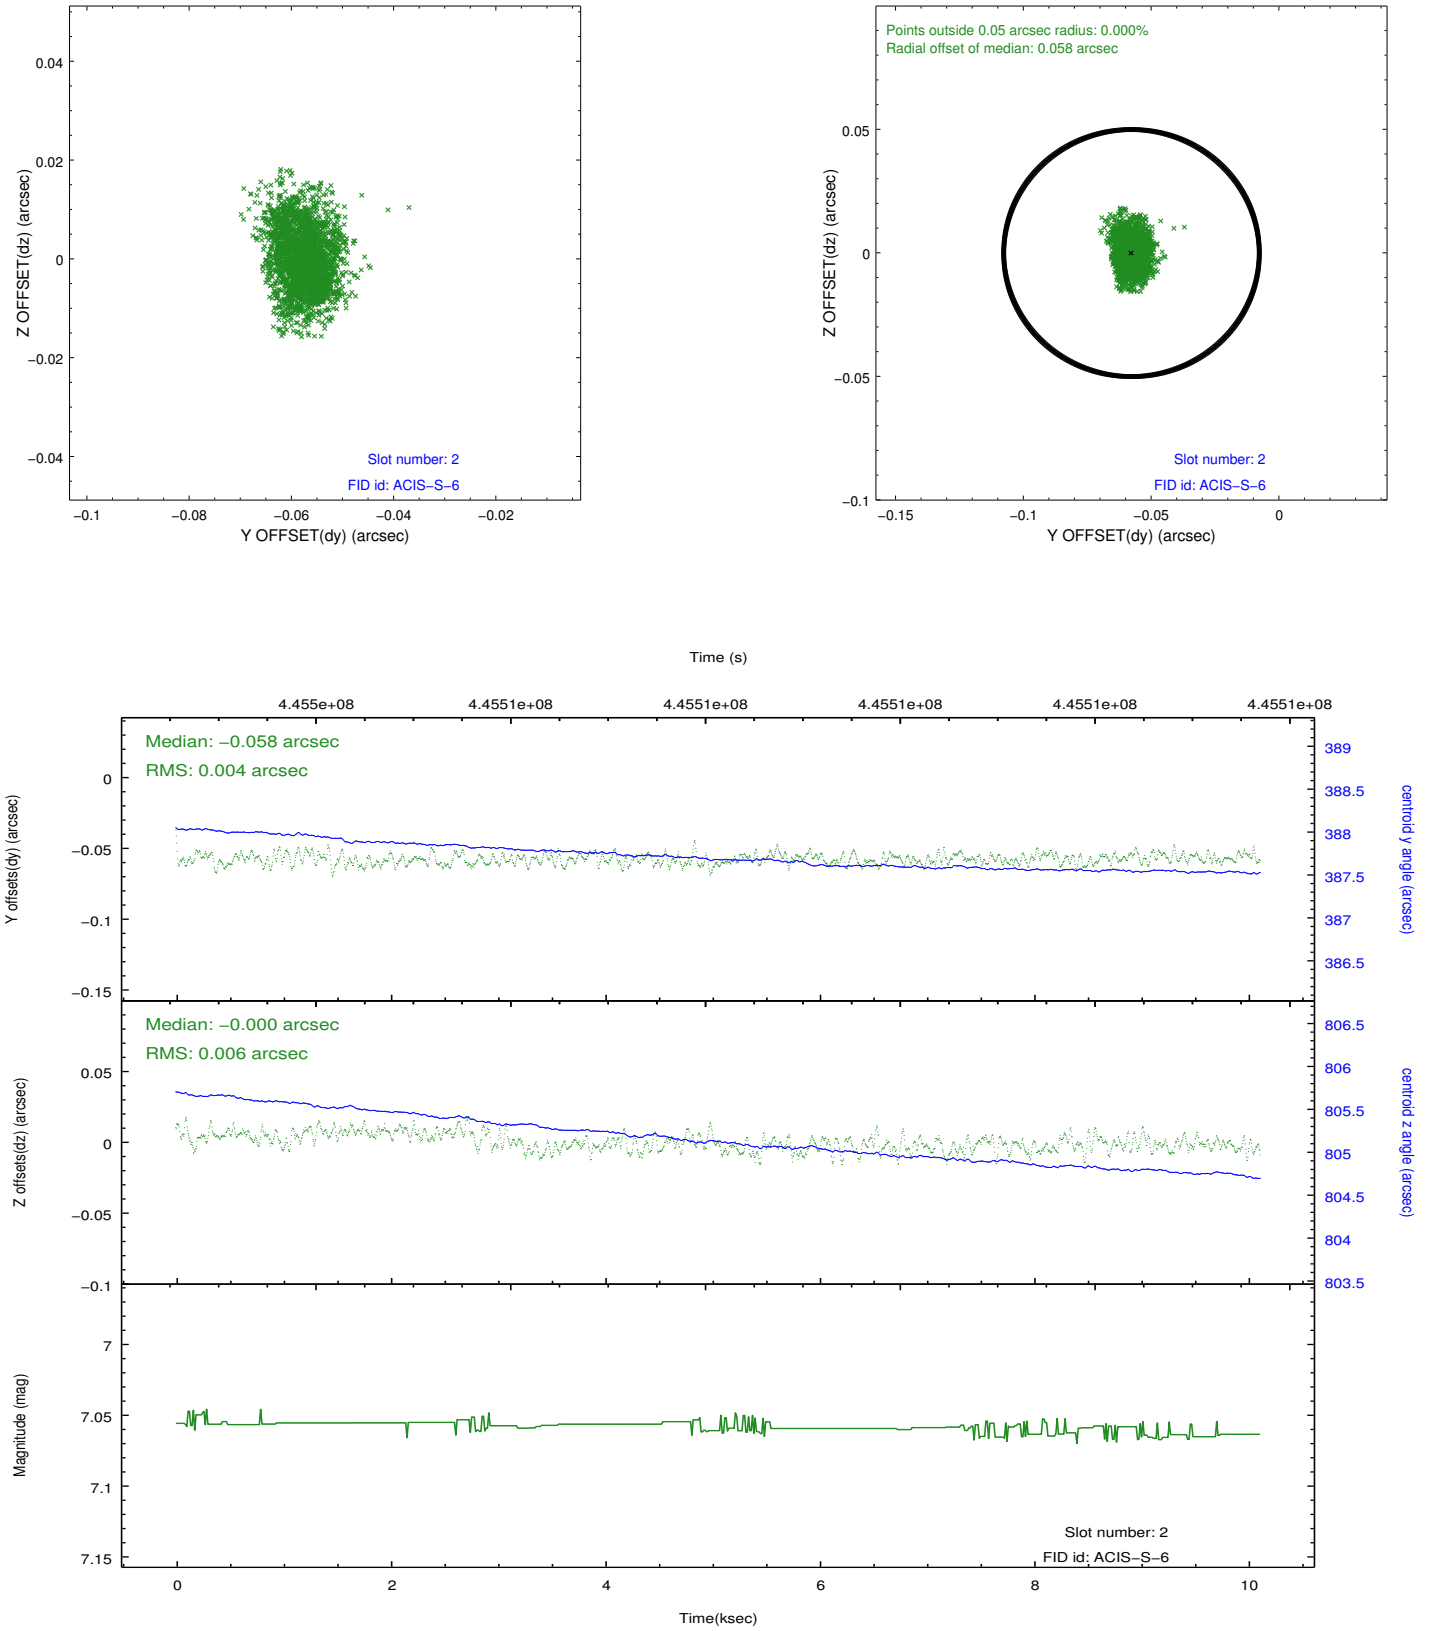 0.04
0.02
0
−0.02
−0.04
Z OFFSET(dz) (arcsec)
Slot number: 2
FID id: ACIS−S−6
−0.1
−0.08
−0.06
−0.04
−0.02
Y OFFSET(dy) (arcsec)
Points outside 0.05 arcsec radius: 0.000%
Radial offset of median: 0.058 arcsec
0.05
0
−0.05
−0.1
Z OFFSET(dz) (arcsec)
Slot number: 2
FID id: ACIS−S−6
−0.15
−0.1
−0.05
0
Y OFFSET(dy) (arcsec)
Time (s)
4.455e+08
4.4551e+08
4.4551e+08
4.4551e+08
4.4551e+08
4.4551e+08
Median: −0.058 arcsec
RMS: 0.004 arcsec
0
−0.05
−0.1
−0.15
Y offsets(dy) (arcsec)
389
388.5
388
387.5
387
386.5
centroid y angle (arcsec)
Median: −0.000 arcsec
RMS: 0.006 arcsec
0.05
0
−0.05
−0.1
Z offsets(dz) (arcsec)
806.5
806
805.5
805
804.5
804
803.5
centroid z angle (arcsec)
7
7.05
7.1
7.15
Magnitude (mag)
Slot number: 2
FID id: ACIS−S−6
0
2
4
6
8
10
Time(ksec)